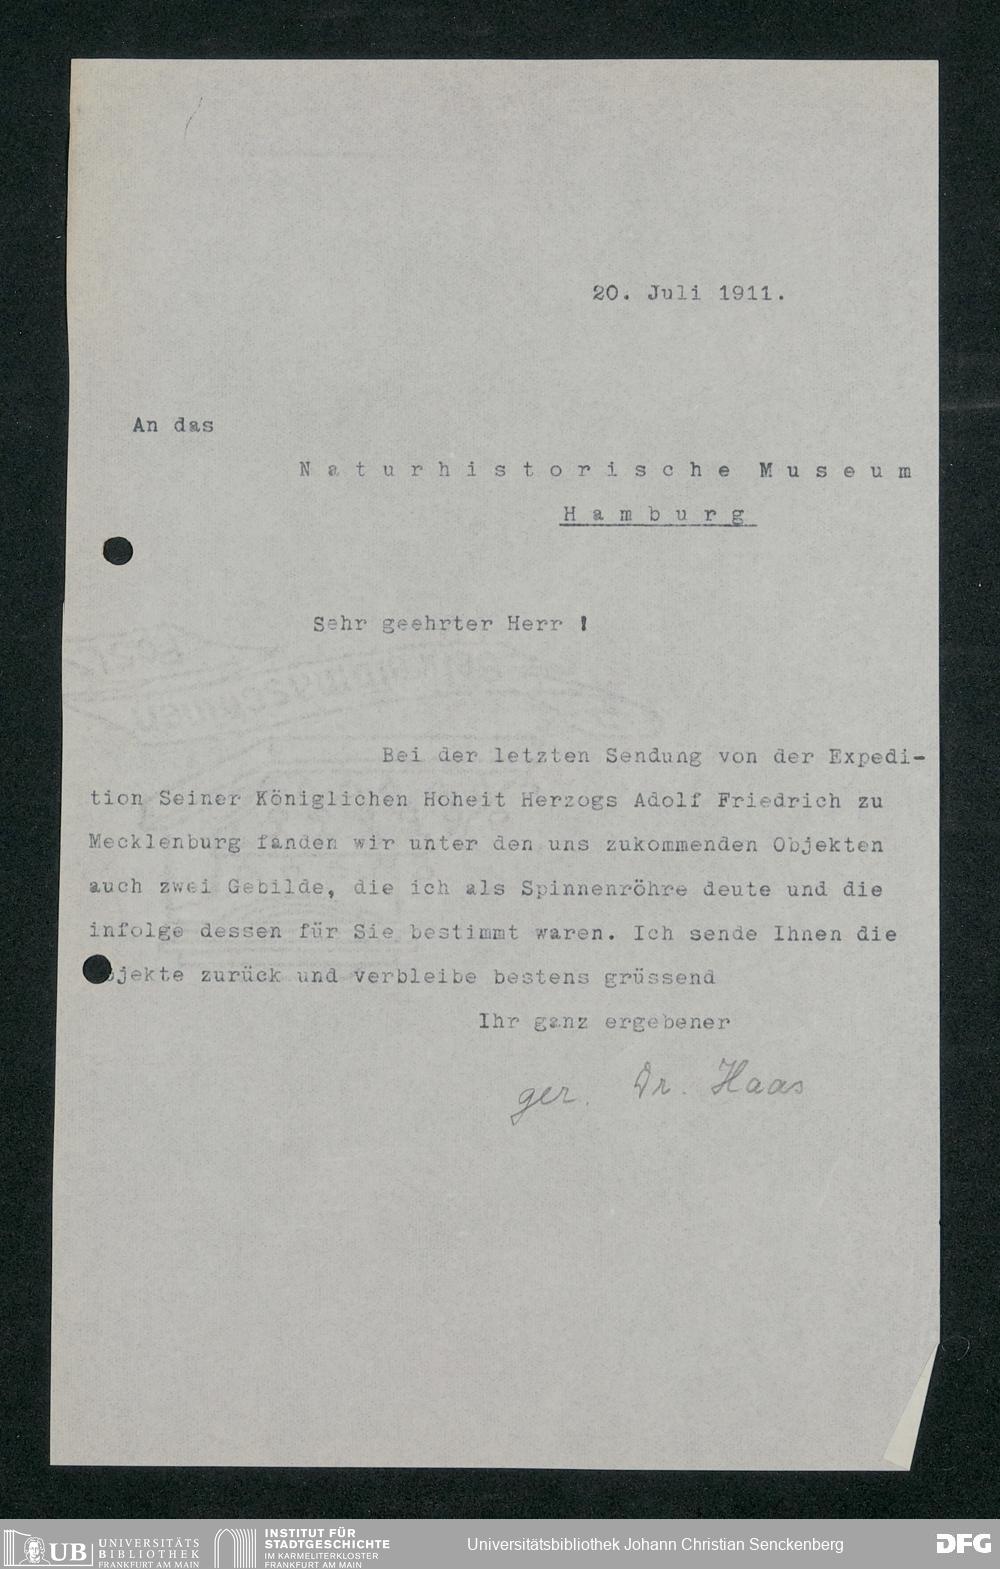 20. Juli 1911.
An das
Naturhistorische Museum
Hamburg
Sehr geehrter Herr !
Bei der letzten Sendung von der Expedi-
tion Seiner Königlichen Hoheit Herzogs Adolf Friedrich zu
Mecklenburg fanden wir unter den uns zukommenden Objekten
auch zwei Gebilde, die ich als Spinnenröhre deute und die
infolge dessen für Sie bestimmt waren. Ich sende Ihnen die
jekte zurück und verbleibe bestens grüssend
Ihr ganz ergebener
gez. Dr. Haas
UB UNIVERSITÄTS
BIBLIOTHEK
FRANKFURT AM MAIN
INSTITUT FÜR
STADTGESCHICHTE
IM KARMELITERKLOSTER
FRANKFURT AM MAIN
Universitätsbibliothek Johann Christian Senckenberg
DFG